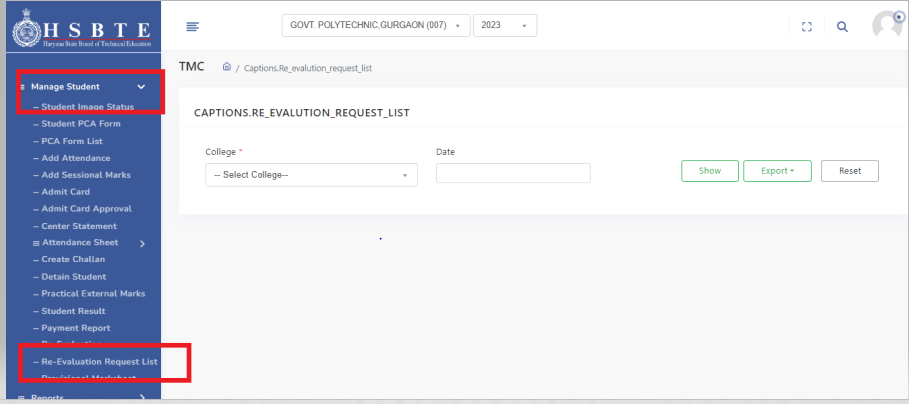 HSBTE
Haryana State Board of Technical Education
GOVT. POLYTECHNIC,GURGAON (007)
2023
TMC / Captions.Re_evalution_request_list
Manage Student
– Student Image Status
– Student PCA Form
– PCA Form List
– Add Attendance
– Add Sessional Marks
– Admit Card
– Admit Card Approval
– Center Statement
Attendance Sheet
– Create Challan
– Detain Student
– Practical External Marks
– Student Result
– Payment Report
– Re-Evaluation
– Re-Evaluation Request List
– Provisional Marksheet
Reports
CAPTIONS.RE_EVALUTION_REQUEST_LIST
College * Date
-- Select College--
Show Export Reset